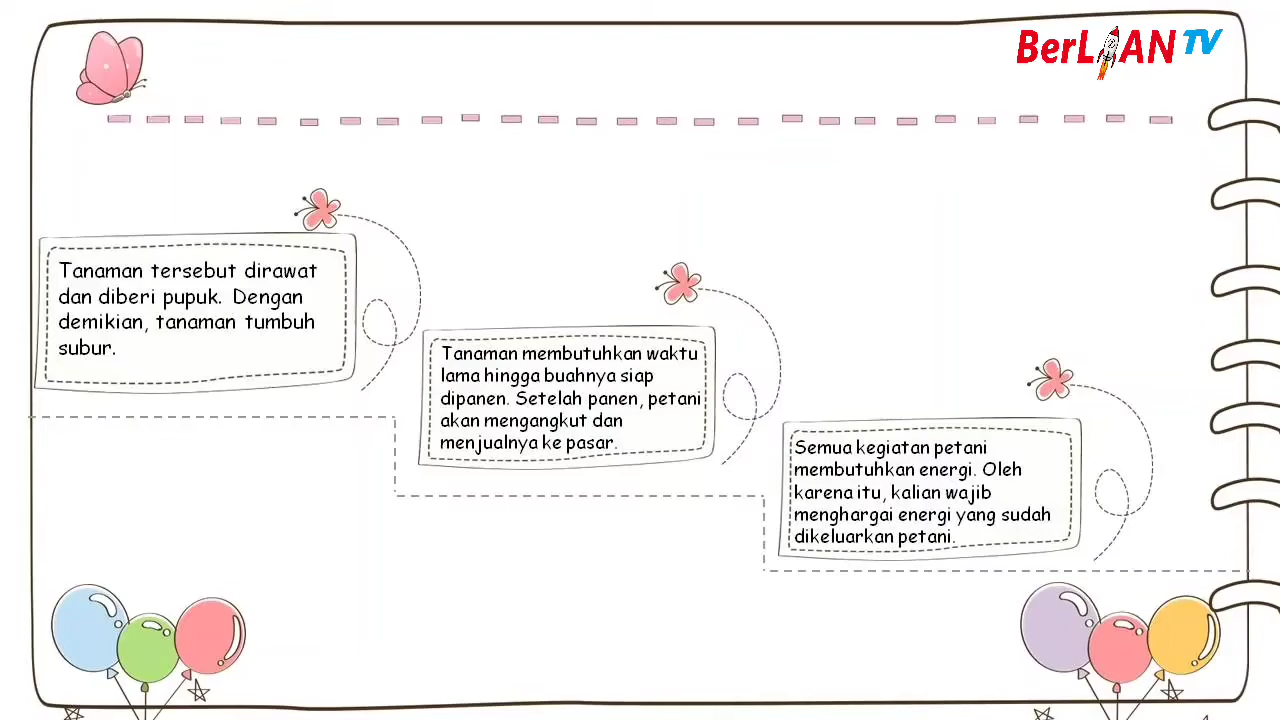 BerLIAN TV
Tanaman tersebut dirawat
dan diberi pupuk. Dengan
demikian, tanaman tumbuh
subur.
Tanaman membutuhkan waktu
lama hingga buahnya siap
dipanen. Setelah panen, petani
akan mengangkut dan
menjualnya ke pasar.
Semua kegiatan petani
membutuhkan energi. Oleh
karena itu, kalian wajib
menghargai energi yang sudah
dikeluarkan petani.